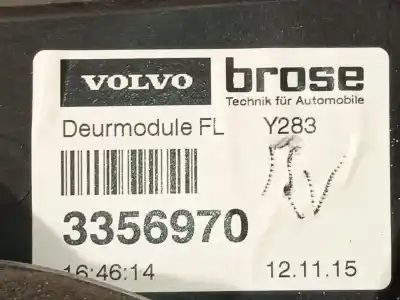 VOLVO brose
Technik für Automobile
Deurmodule FL Y283
3356970
16:46:14 12.11.15